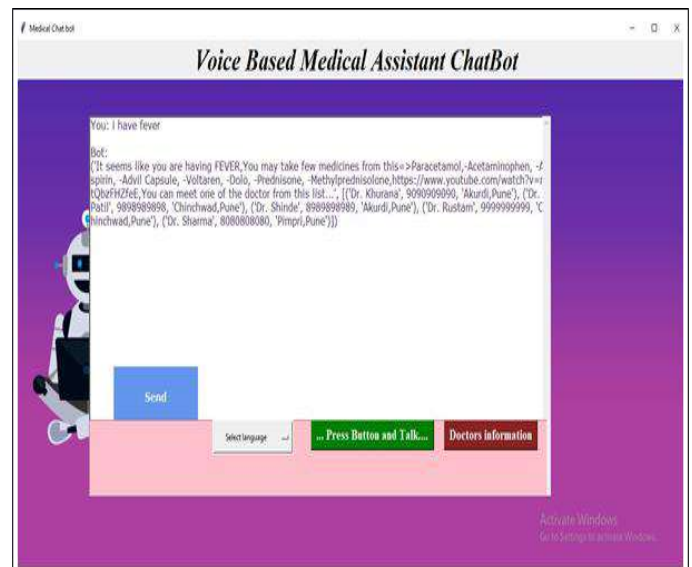 Medical Chat bot
Voice Based Medical Assistant ChatBot
You: i have fever
Bot:
('It seems like you are having FEVER,You may take few medicines from this=>Paracetamol,-Acetaminophen, -A
spirin, -Advil Capsule, -Voltaren, -Dolo, -Prednisone, -Methylprednisolone,https://www.youtube.com/watch?v=r
tQbzFHZfeE,You can meet one of the doctor from this list...', [('Dr. Khurana', 9090909090, 'Akurdi,Pune'), ('Dr.
Patil', 9898989898, 'Chinchwad,Pune'), ('Dr. Shinde', 8989898989, 'Akurdi,Pune'), ('Dr. Rustam', 9999999999, 'C
hinchwad,Pune'), ('Dr. Sharma', 8080808080, 'Pimpri,Pune')])
Send
Select language
... Press Button and Talk....
Doctors information
Activate Windows
Go to Settings to activate Windows.